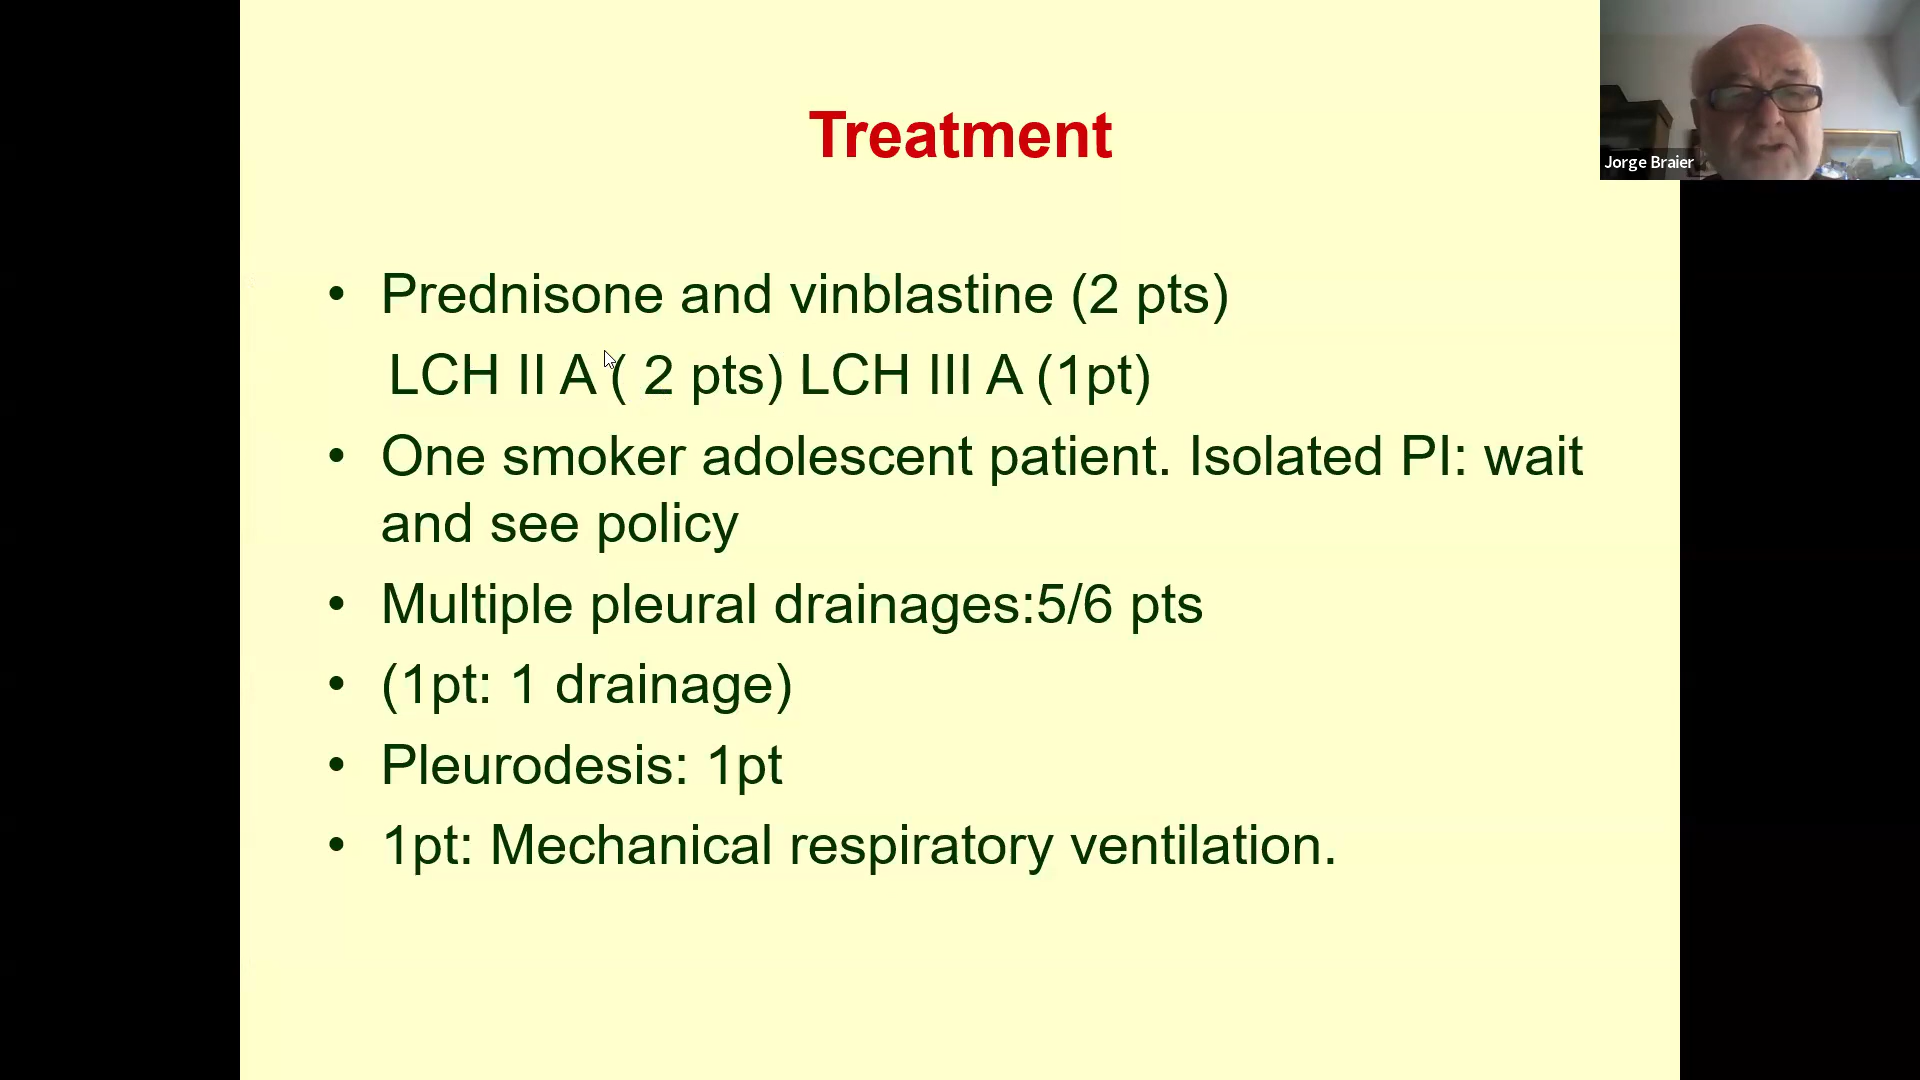 Treatment
Jorge Braier
• Prednisone and vinblastine (2 pts)
LCH II A ( 2 pts) LCH III A (1pt)
• One smoker adolescent patient. Isolated PI: wait
and see policy
• Multiple pleural drainages:5/6 pts
• (1pt: 1 drainage)
• Pleurodesis: 1pt
• 1pt: Mechanical respiratory ventilation.